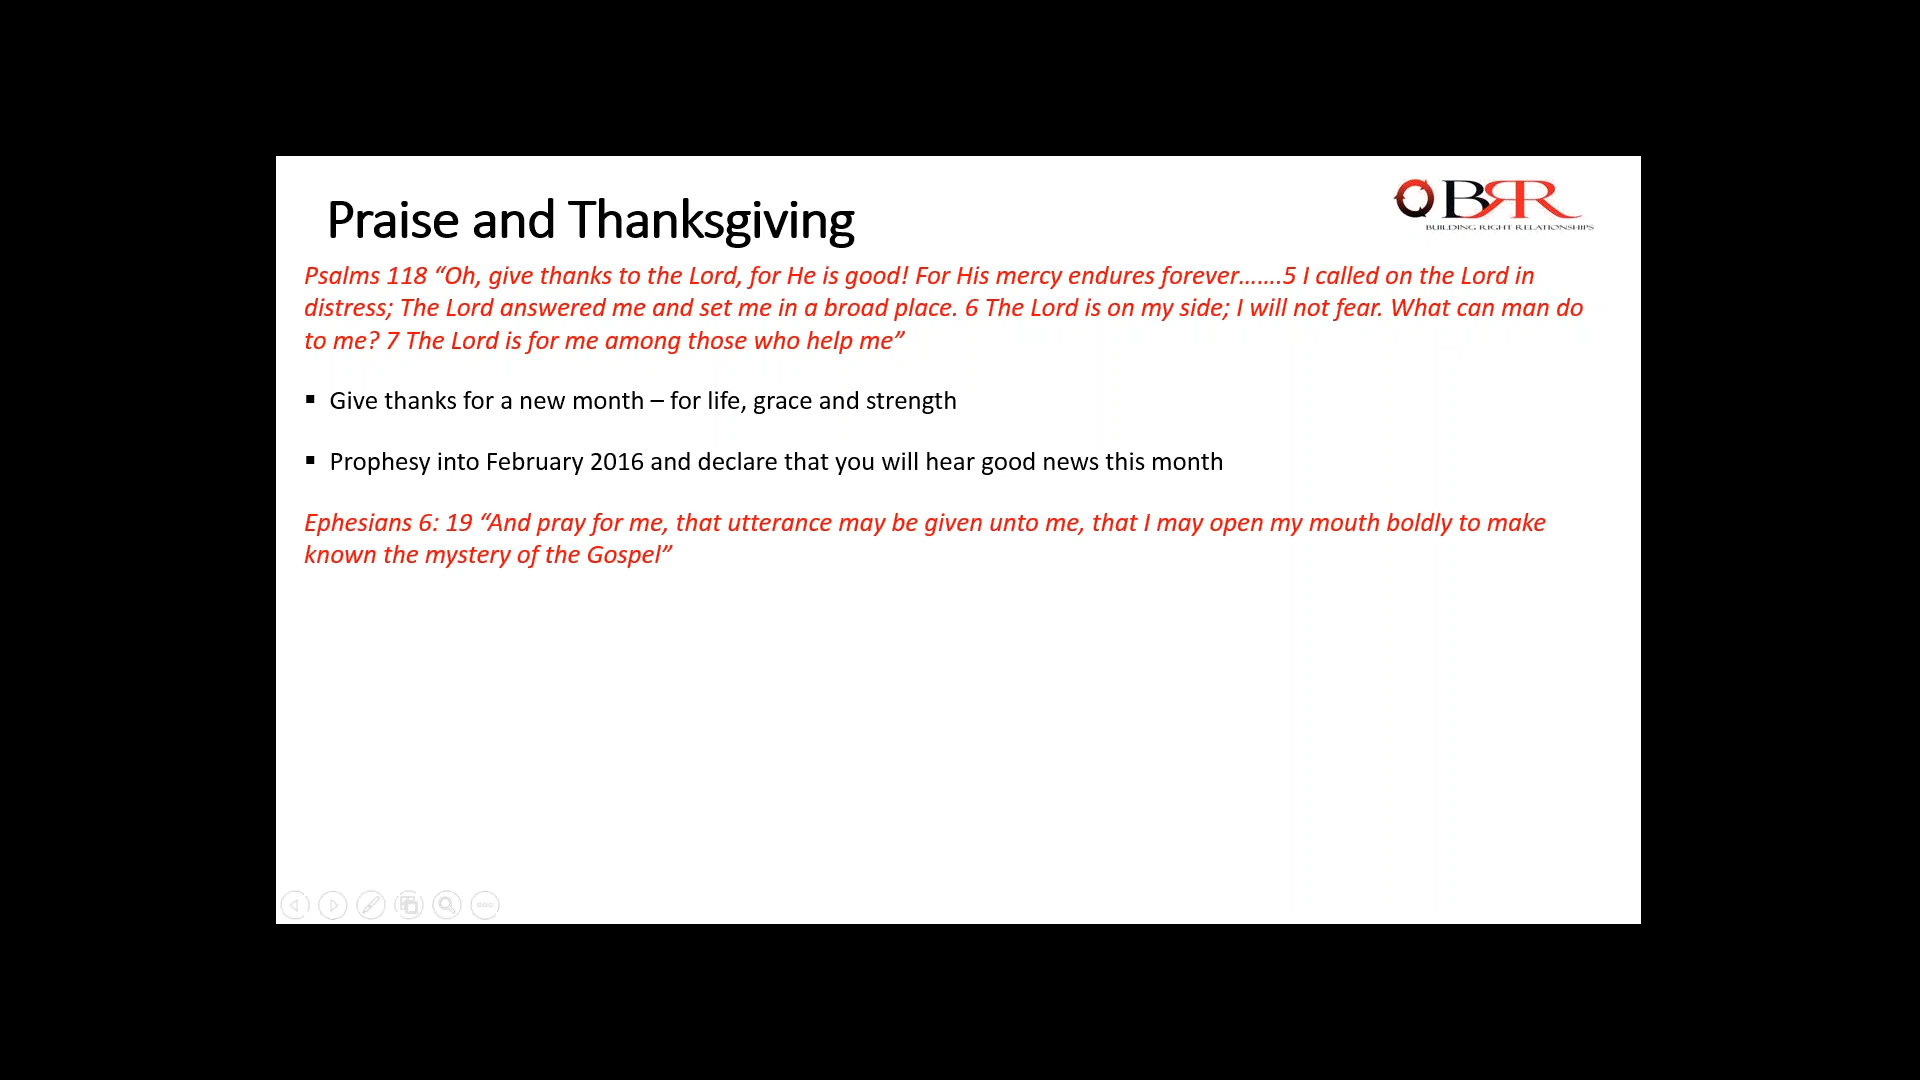 Praise and Thanksgiving
BRR
BUILDING RIGHT RELATIONSHIPS
Psalms 118 “Oh, give thanks to the Lord, for He is good! For His mercy endures forever…….5 I called on the Lord in
distress; The Lord answered me and set me in a broad place. 6 The Lord is on my side; I will not fear. What can man do
to me? 7 The Lord is for me among those who help me”
▪ Give thanks for a new month – for life, grace and strength
▪ Prophesy into February 2016 and declare that you will hear good news this month
Ephesians 6: 19 “And pray for me, that utterance may be given unto me, that I may open my mouth boldly to make
known the mystery of the Gospel”